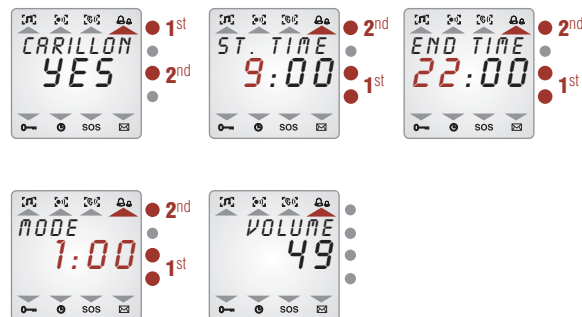 CARILLON
YES
SOS
1st
2nd
ST. TIME
9:00
SOS
2nd
1st
END TIME
22:00
SOS
2nd
1st
MODE
1:00
SOS
2nd
1st
VOLUME
49
SOS